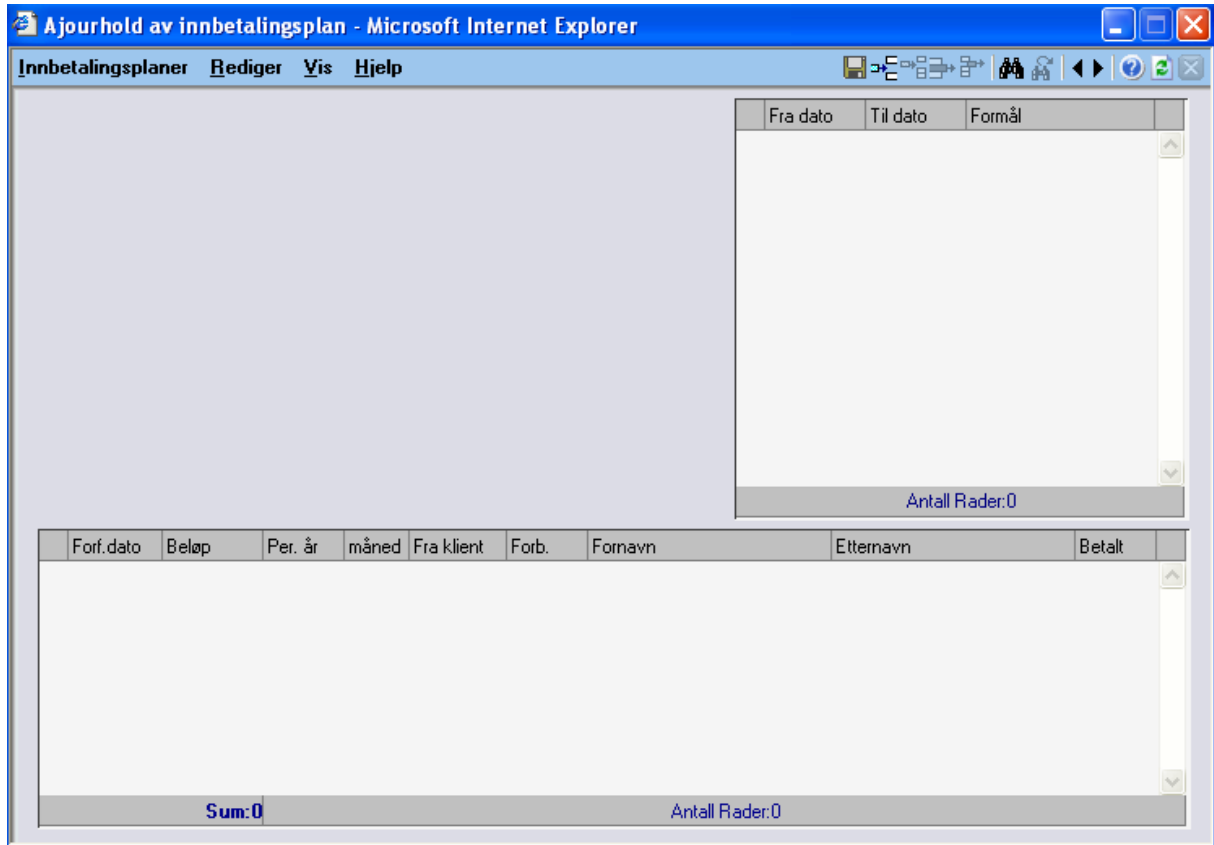 Ajourhold av innbetalingsplan - Microsoft Internet Explorer
Innbetalingsplaner Rediger Vis Hjelp
Fra dato Til dato Formål
Antall Rader:0
Forf.dato Beløp Per. år måned Fra klient Forb. Fornavn Etternavn Betalt
Sum:0 Antall Rader:0